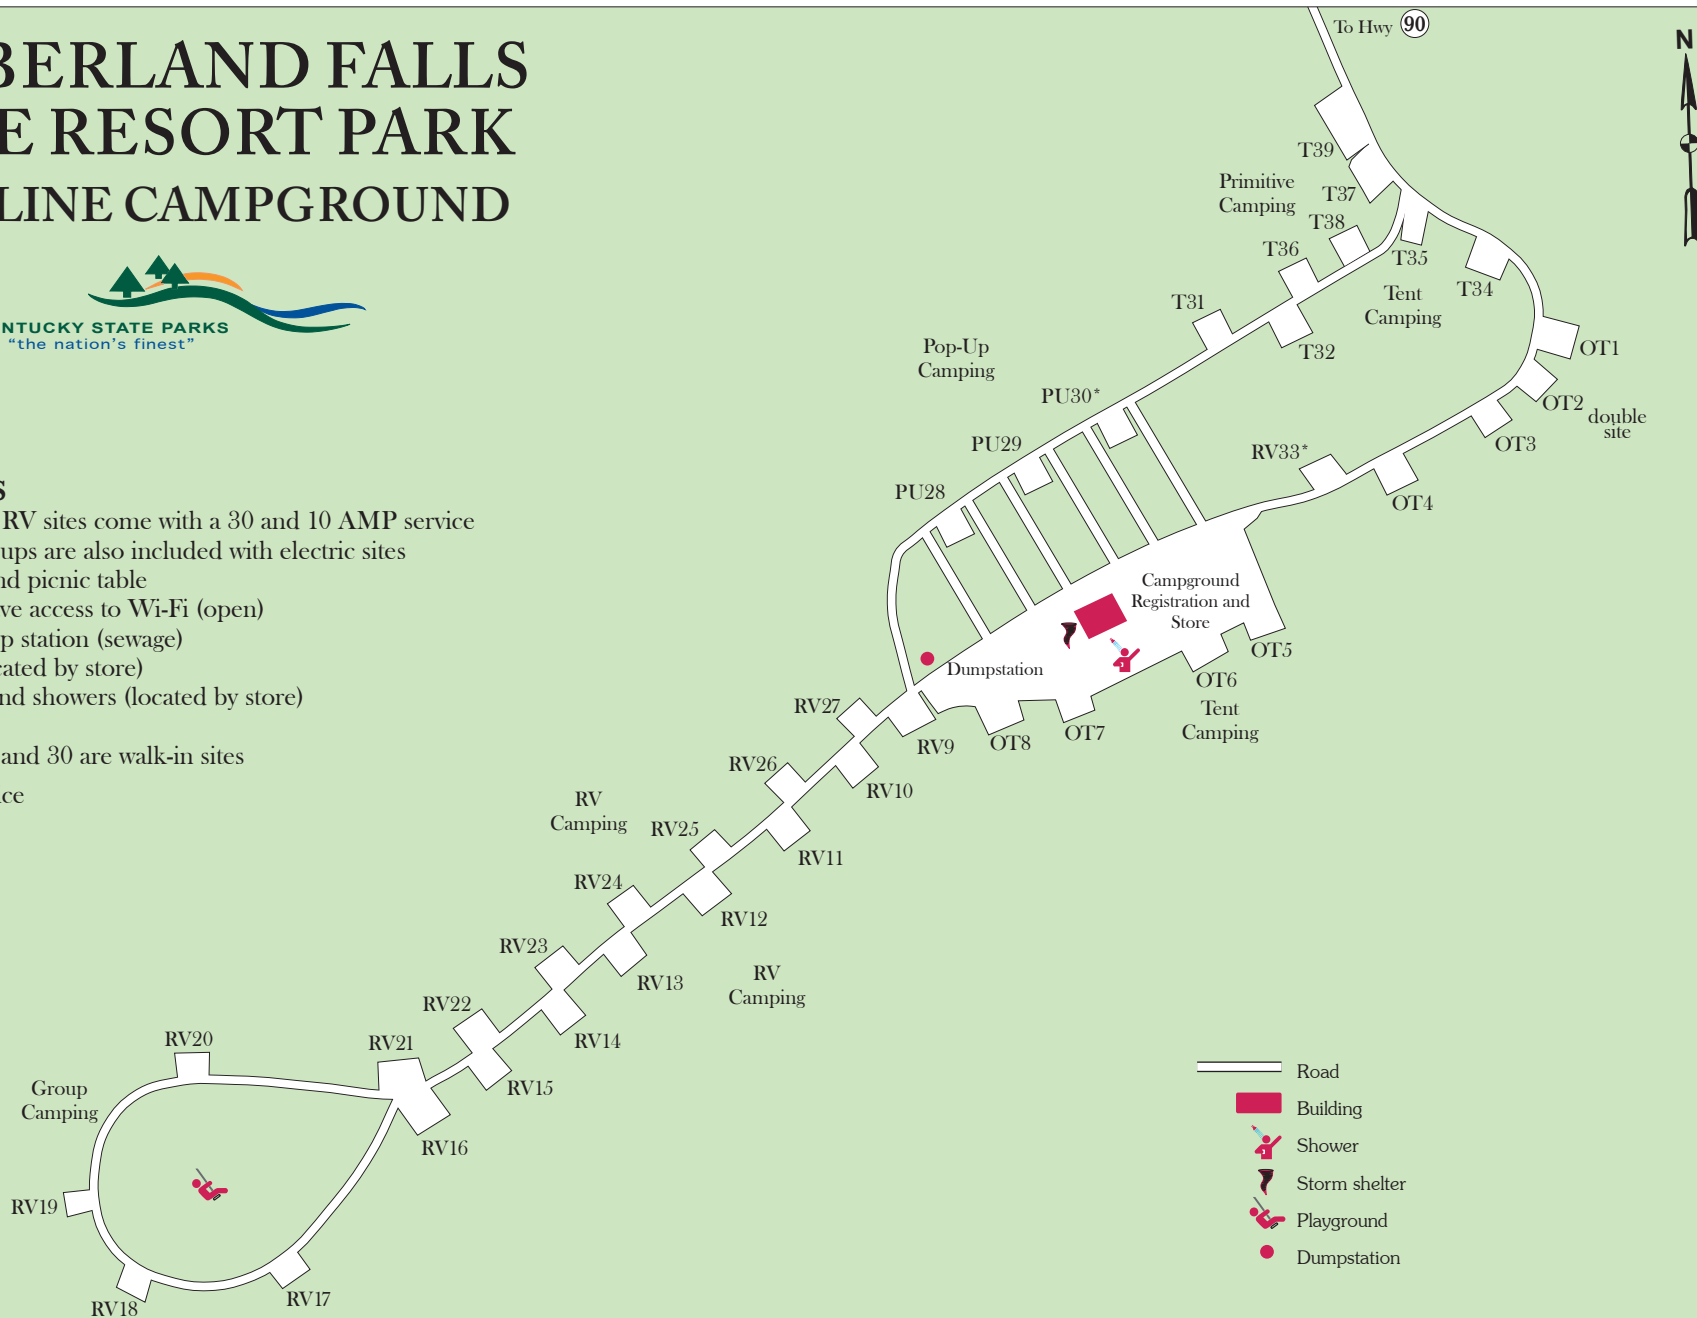 BERLAND FALLS
E RESORT PARK
LINE CAMPGROUND
NTUCKY STATE PARKS
“the nation’s finest”
S
RV sites come with a 30 and 10 AMP service
ups are also included with electric sites
nd picnic table
ve access to Wi-Fi (open)
p station (sewage)
cated by store)
nd showers (located by store)
and 30 are walk-in sites
ce
To Hwy 90
N
T39
Primitive
Camping
T37
T38
T36
T35
T34
T31
Tent
Camping
T32
OT1
Pop-Up
Camping
PU30*
OT2
double
site
OT3
PU29
RV33*
PU28
OT4
Campground
Registration and
Store
OT5
Dumpstation
OT6
Tent
Camping
RV27
RV9
OT8
OT7
RV26
RV10
RV
Camping
RV25
RV11
RV24
RV12
RV23
RV13
RV
Camping
RV22
RV14
RV20
RV21
RV15
Group
Camping
RV16
RV19
RV18
RV17
Road
Building
Shower
Storm shelter
Playground
Dumpstation